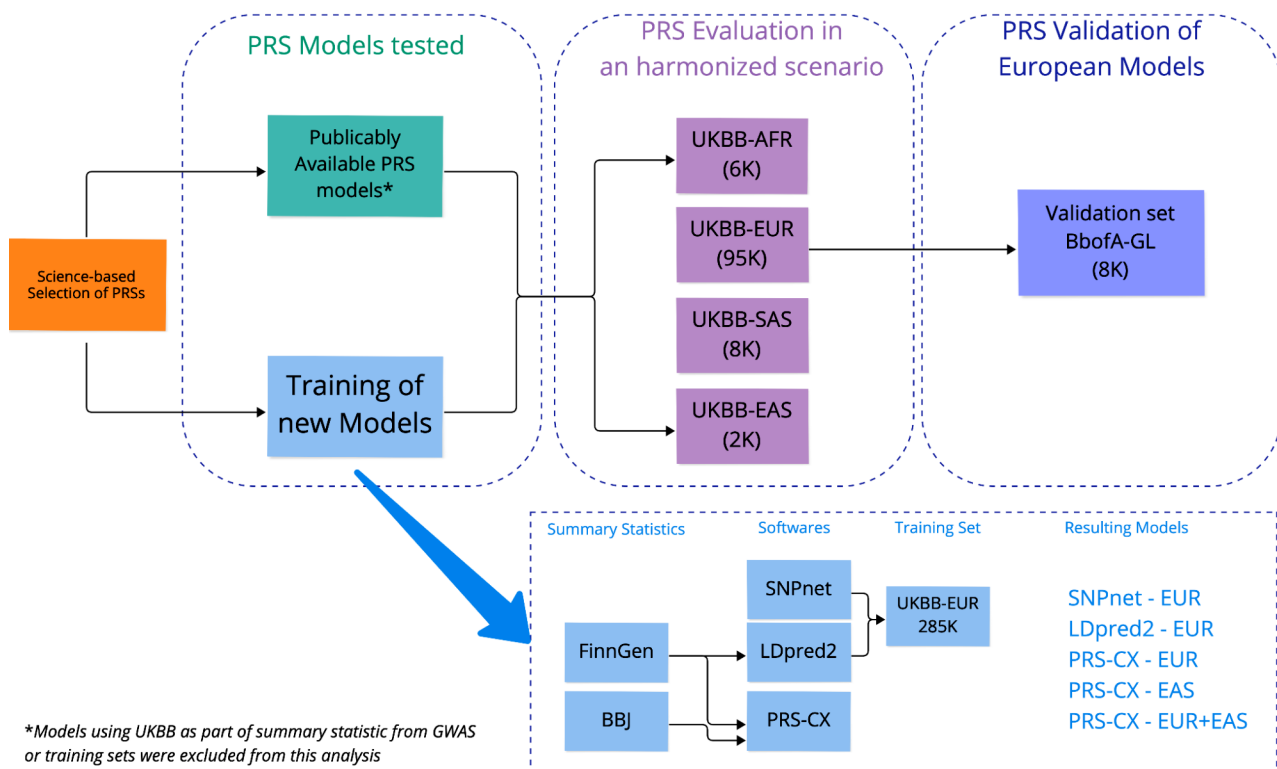 PRS Models tested
PRS Evaluation in
an harmonized scenario
PRS Validation of
European Models
Science-based
Selection of PRSs
Publicably
Available PRS
models*
Training of
new Models
UKBB-AFR
(6K)
UKBB-EUR
(95K)
UKBB-SAS
(8K)
UKBB-EAS
(2K)
Validation set
BbofA-GL
(8K)
Summary Statistics
Softwares
Training Set
Resulting Models
FinnGen
BBJ
SNPnet
LDpred2
PRS-CX
UKBB-EUR
285K
SNPnet - EUR
LDpred2 - EUR
PRS-CX - EUR
PRS-CX - EAS
PRS-CX - EUR+EAS
*Models using UKBB as part of summary statistic from GWAS
or training sets were excluded from this analysis